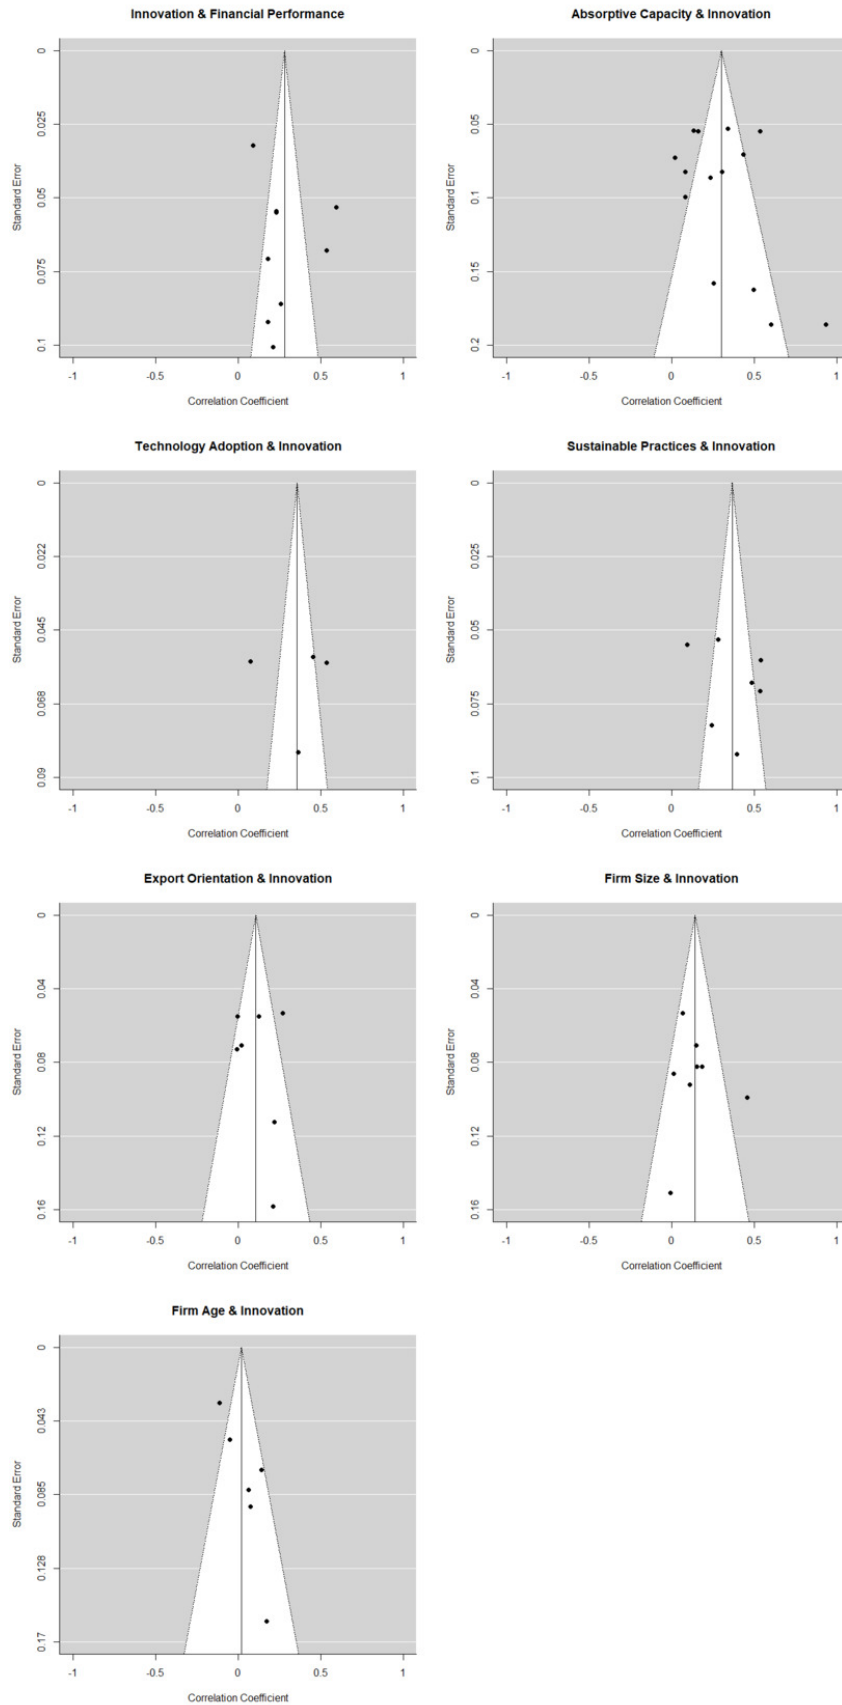 Innovation & Financial Performance
Standard Error
0
0.025
0.05
0.075
0.1
-1 -0.5 0 0.5 1
Correlation Coefficient
Absorptive Capacity & Innovation
Standard Error
0
0.05
0.1
0.15
0.2
-1 -0.5 0 0.5 1
Correlation Coefficient
Technology Adoption & Innovation
Standard Error
0
0.022
0.045
0.068
0.09
-1 -0.5 0 0.5 1
Correlation Coefficient
Sustainable Practices & Innovation
Standard Error
0
0.025
0.05
0.075
0.1
-1 -0.5 0 0.5 1
Correlation Coefficient
Export Orientation & Innovation
Standard Error
0
0.04
0.08
0.12
0.16
-1 -0.5 0 0.5 1
Correlation Coefficient
Firm Size & Innovation
Standard Error
0
0.04
0.08
0.12
0.16
-1 -0.5 0 0.5 1
Correlation Coefficient
Firm Age & Innovation
Standard Error
0
0.043
0.085
0.128
0.17
-1 -0.5 0 0.5 1
Correlation Coefficient